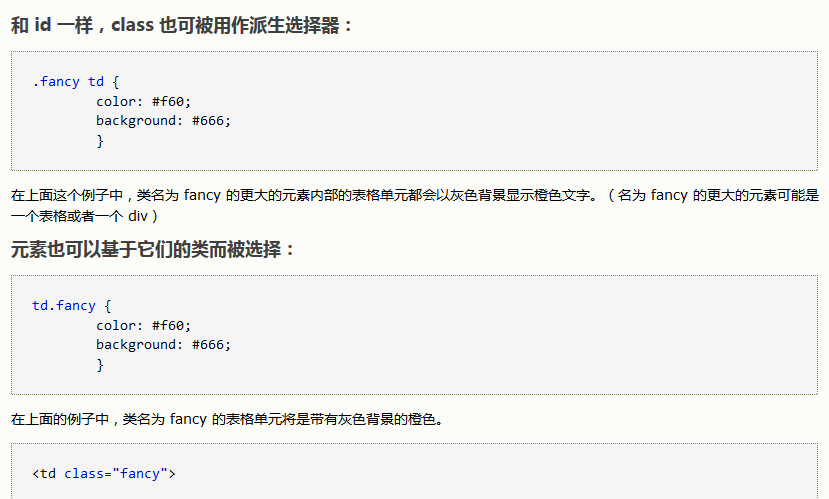 和 id 一样，class 也可被用作派生选择器：
.fancy td {
color: #f60;
background: #666;
}
在上面这个例子中，类名为 fancy 的更大的元素内部的表格单元都会以灰色背景显示橙色文字。（名为 fancy 的更大的元素可能是
一个表格或者一个 div）
元素也可以基于它们的类而被选择：
td.fancy {
color: #f60;
background: #666;
}
在上面的例子中，类名为 fancy 的表格单元将是带有灰色背景的橙色。
<td class="fancy">